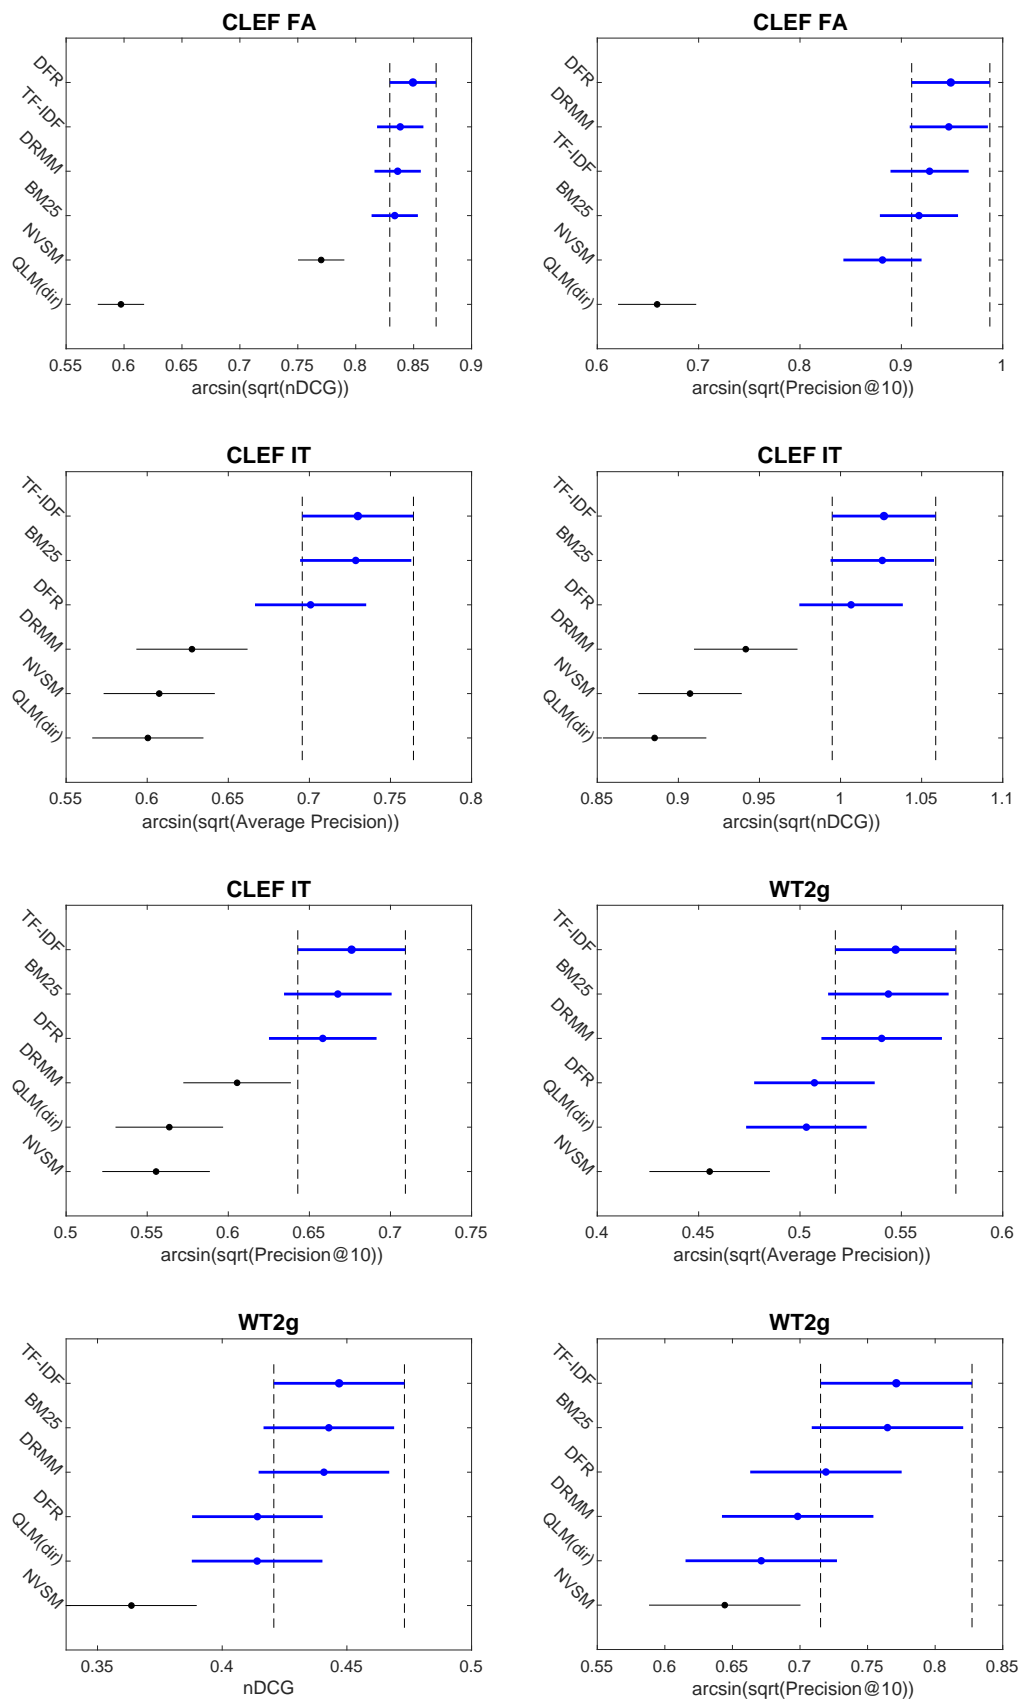 CLEF FA
DFR
TF-IDF
DRMM
BM25
NVSM
QLM(dir)
0.55 0.6 0.65 0.7 0.75 0.8 0.85 0.9
arcsin(sqrt(nDCG))
CLEF FA
DFR
DRMM
TF-IDF
BM25
NVSM
QLM(dir)
0.6 0.7 0.8 0.9 1
arcsin(sqrt(Precision@10))
CLEF IT
TF-IDF
BM25
DFR
DRMM
NVSM
QLM(dir)
0.55 0.6 0.65 0.7 0.75 0.8
arcsin(sqrt(Average Precision))
CLEF IT
TF-IDF
BM25
DFR
DRMM
NVSM
QLM(dir)
0.85 0.9 0.95 1 1.05 1.1
arcsin(sqrt(nDCG))
CLEF IT
TF-IDF
BM25
DFR
DRMM
QLM(dir)
NVSM
0.5 0.55 0.6 0.65 0.7 0.75
arcsin(sqrt(Precision@10))
WT2g
TF-IDF
BM25
DRMM
DFR
QLM(dir)
NVSM
0.4 0.45 0.5 0.55 0.6
arcsin(sqrt(Average Precision))
WT2g
TF-IDF
BM25
DRMM
DFR
QLM(dir)
NVSM
0.35 0.4 0.45 0.5
nDCG
WT2g
TF-IDF
BM25
DFR
DRMM
QLM(dir)
NVSM
0.55 0.6 0.65 0.7 0.75 0.8 0.85
arcsin(sqrt(Precision@10))